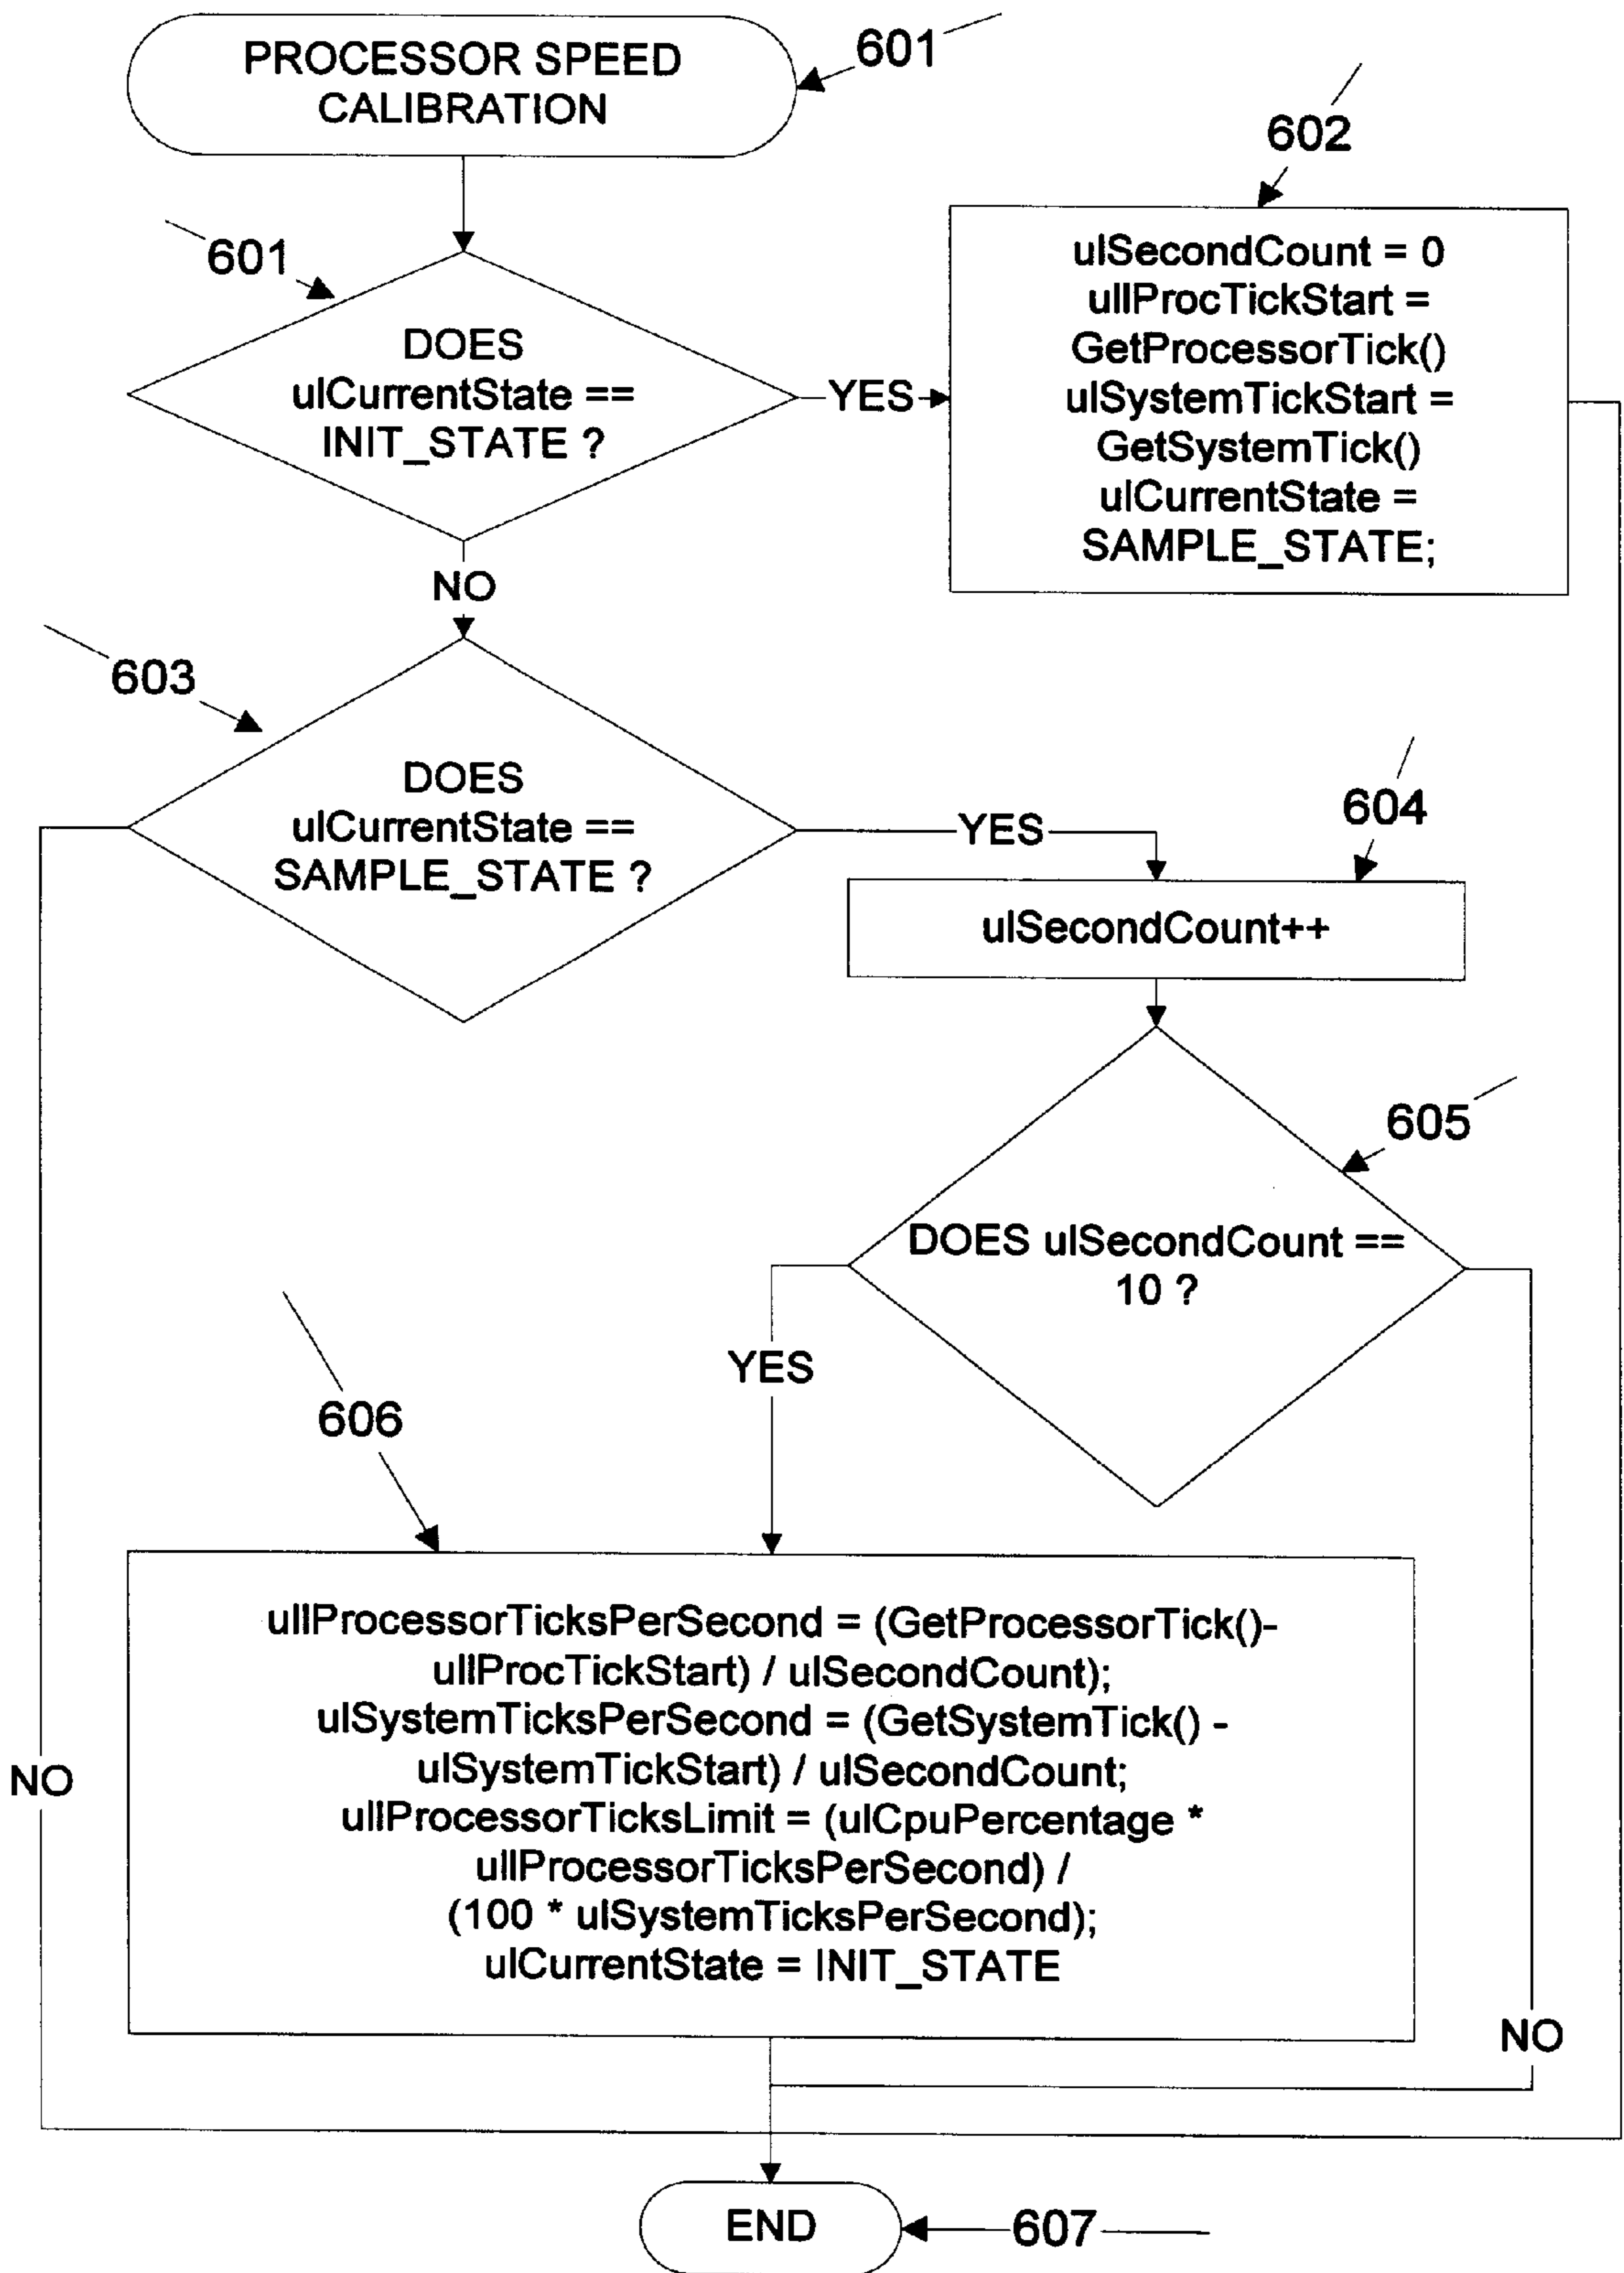 PROCESSOR SPEED
CALIBRATION
601
602
601
DOES
ulCurrentState ==
INIT_STATE ?
YES
ulSecondCount = 0
ullProcTickStart =
GetProcessorTick()
ulSystemTickStart =
GetSystemTick()
ulCurrentState =
SAMPLE_STATE;
NO
603
DOES
ulCurrentState ==
SAMPLE_STATE ?
YES
604
ulSecondCount++
605
DOES ulSecondCount ==
10 ?
YES
606
ullProcessorTicksPerSecond = (GetProcessorTick()-
ullProcTickStart) / ulSecondCount);
ulSystemTicksPerSecond = (GetSystemTick() -
ulSystemTickStart) / ulSecondCount;
ullProcessorTicksLimit = (ulCpuPercentage *
ullProcessorTicksPerSecond) /
(100 * ulSystemTicksPerSecond);
ulCurrentState = INIT_STATE
NO
NO
END
607